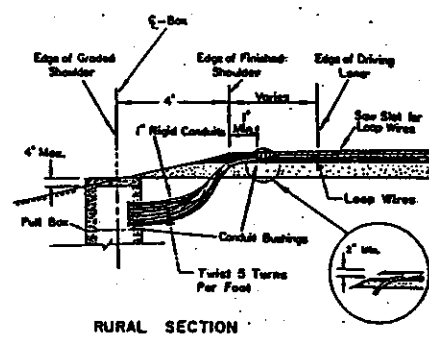 ℄ Box
Edge of Graded
Shoulder
Edge of Finished
Shoulder
Edge of Driving
Lane
4'
Varies
1'
Min.
1" Rigid Conduits
Saw Slot for
Loop Wires
4" Max.
Loop Wires
Pull Box
Conduit Bushings
2" Min.
Twist 5 Turns
Per Foot
RURAL SECTION